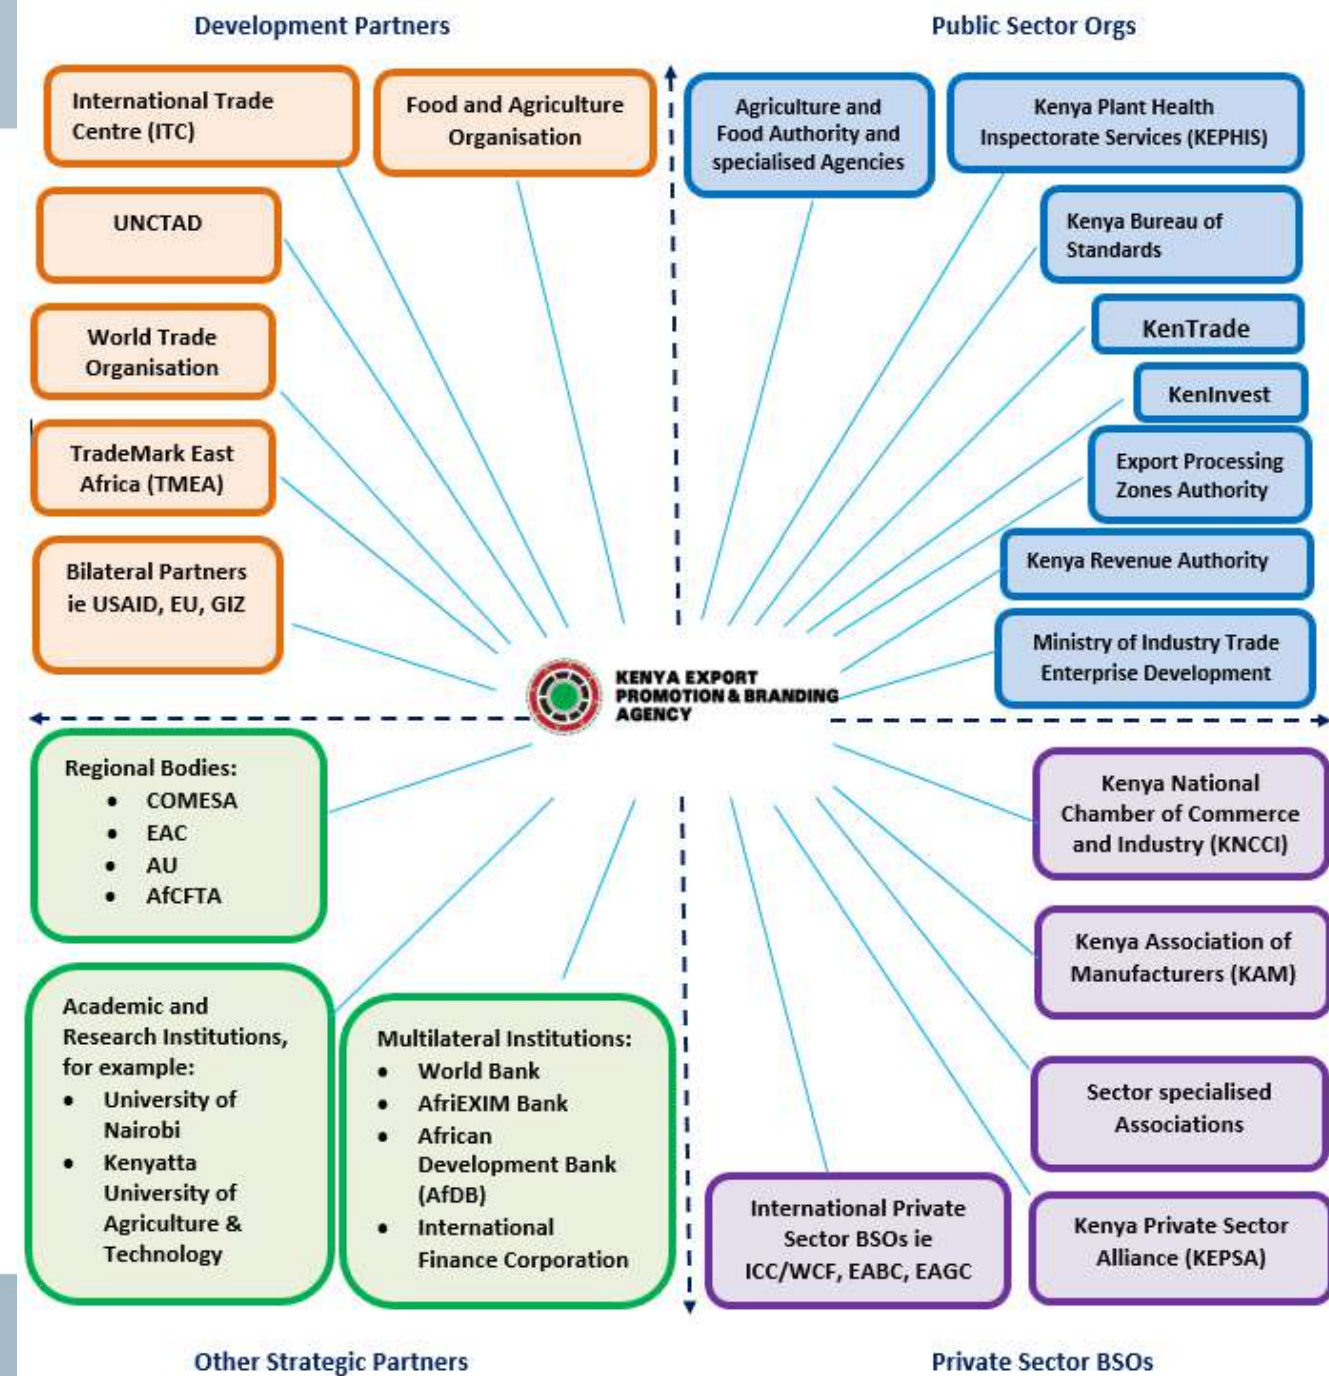 Development Partners
Public Sector Orgs
International Trade
Centre (ITC)
Food and Agriculture
Organisation
UNCTAD
World Trade
Organisation
TradeMark East
Africa (TMEA)
Bilateral Partners
ie USAID, EU, GIZ
Agriculture and
Food Authority and
specialised Agencies
Kenya Plant Health
Inspectorate Services (KEPHIS)
Kenya Bureau of
Standards
KenTrade
KenInvest
Export Processing
Zones Authority
Kenya Revenue Authority
Ministry of Industry Trade
Enterprise Development
KENYA EXPORT
PROMOTION & BRANDING
AGENCY
Regional Bodies:
• COMESA
• EAC
• AU
• AfCFTA
Academic and
Research Institutions,
for example:
• University of
Nairobi
• Kenyatta
University of
Agriculture &
Technology
Multilateral Institutions:
• World Bank
• AfriEXIM Bank
• African
Development Bank
(AfDB)
• International
Finance Corporation
Kenya National
Chamber of Commerce
and Industry (KNCCI)
Kenya Association of
Manufacturers (KAM)
Sector specialised
Associations
International Private
Sector BSOs ie
ICC/WCF, EABC, EAGC
Kenya Private Sector
Alliance (KEPSA)
Other Strategic Partners
Private Sector BSOs